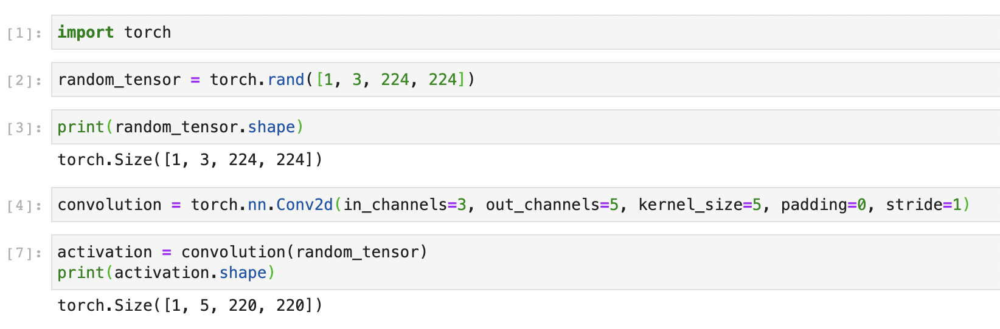 [1]: import torch
[2]: random_tensor = torch.rand([1, 3, 224, 224])
[3]: print(random_tensor.shape)
torch.Size([1, 3, 224, 224])
[4]: convolution = torch.nn.Conv2d(in_channels=3, out_channels=5, kernel_size=5, padding=0, stride=1)
[7]: activation = convolution(random_tensor)
print(activation.shape)
torch.Size([1, 5, 220, 220])